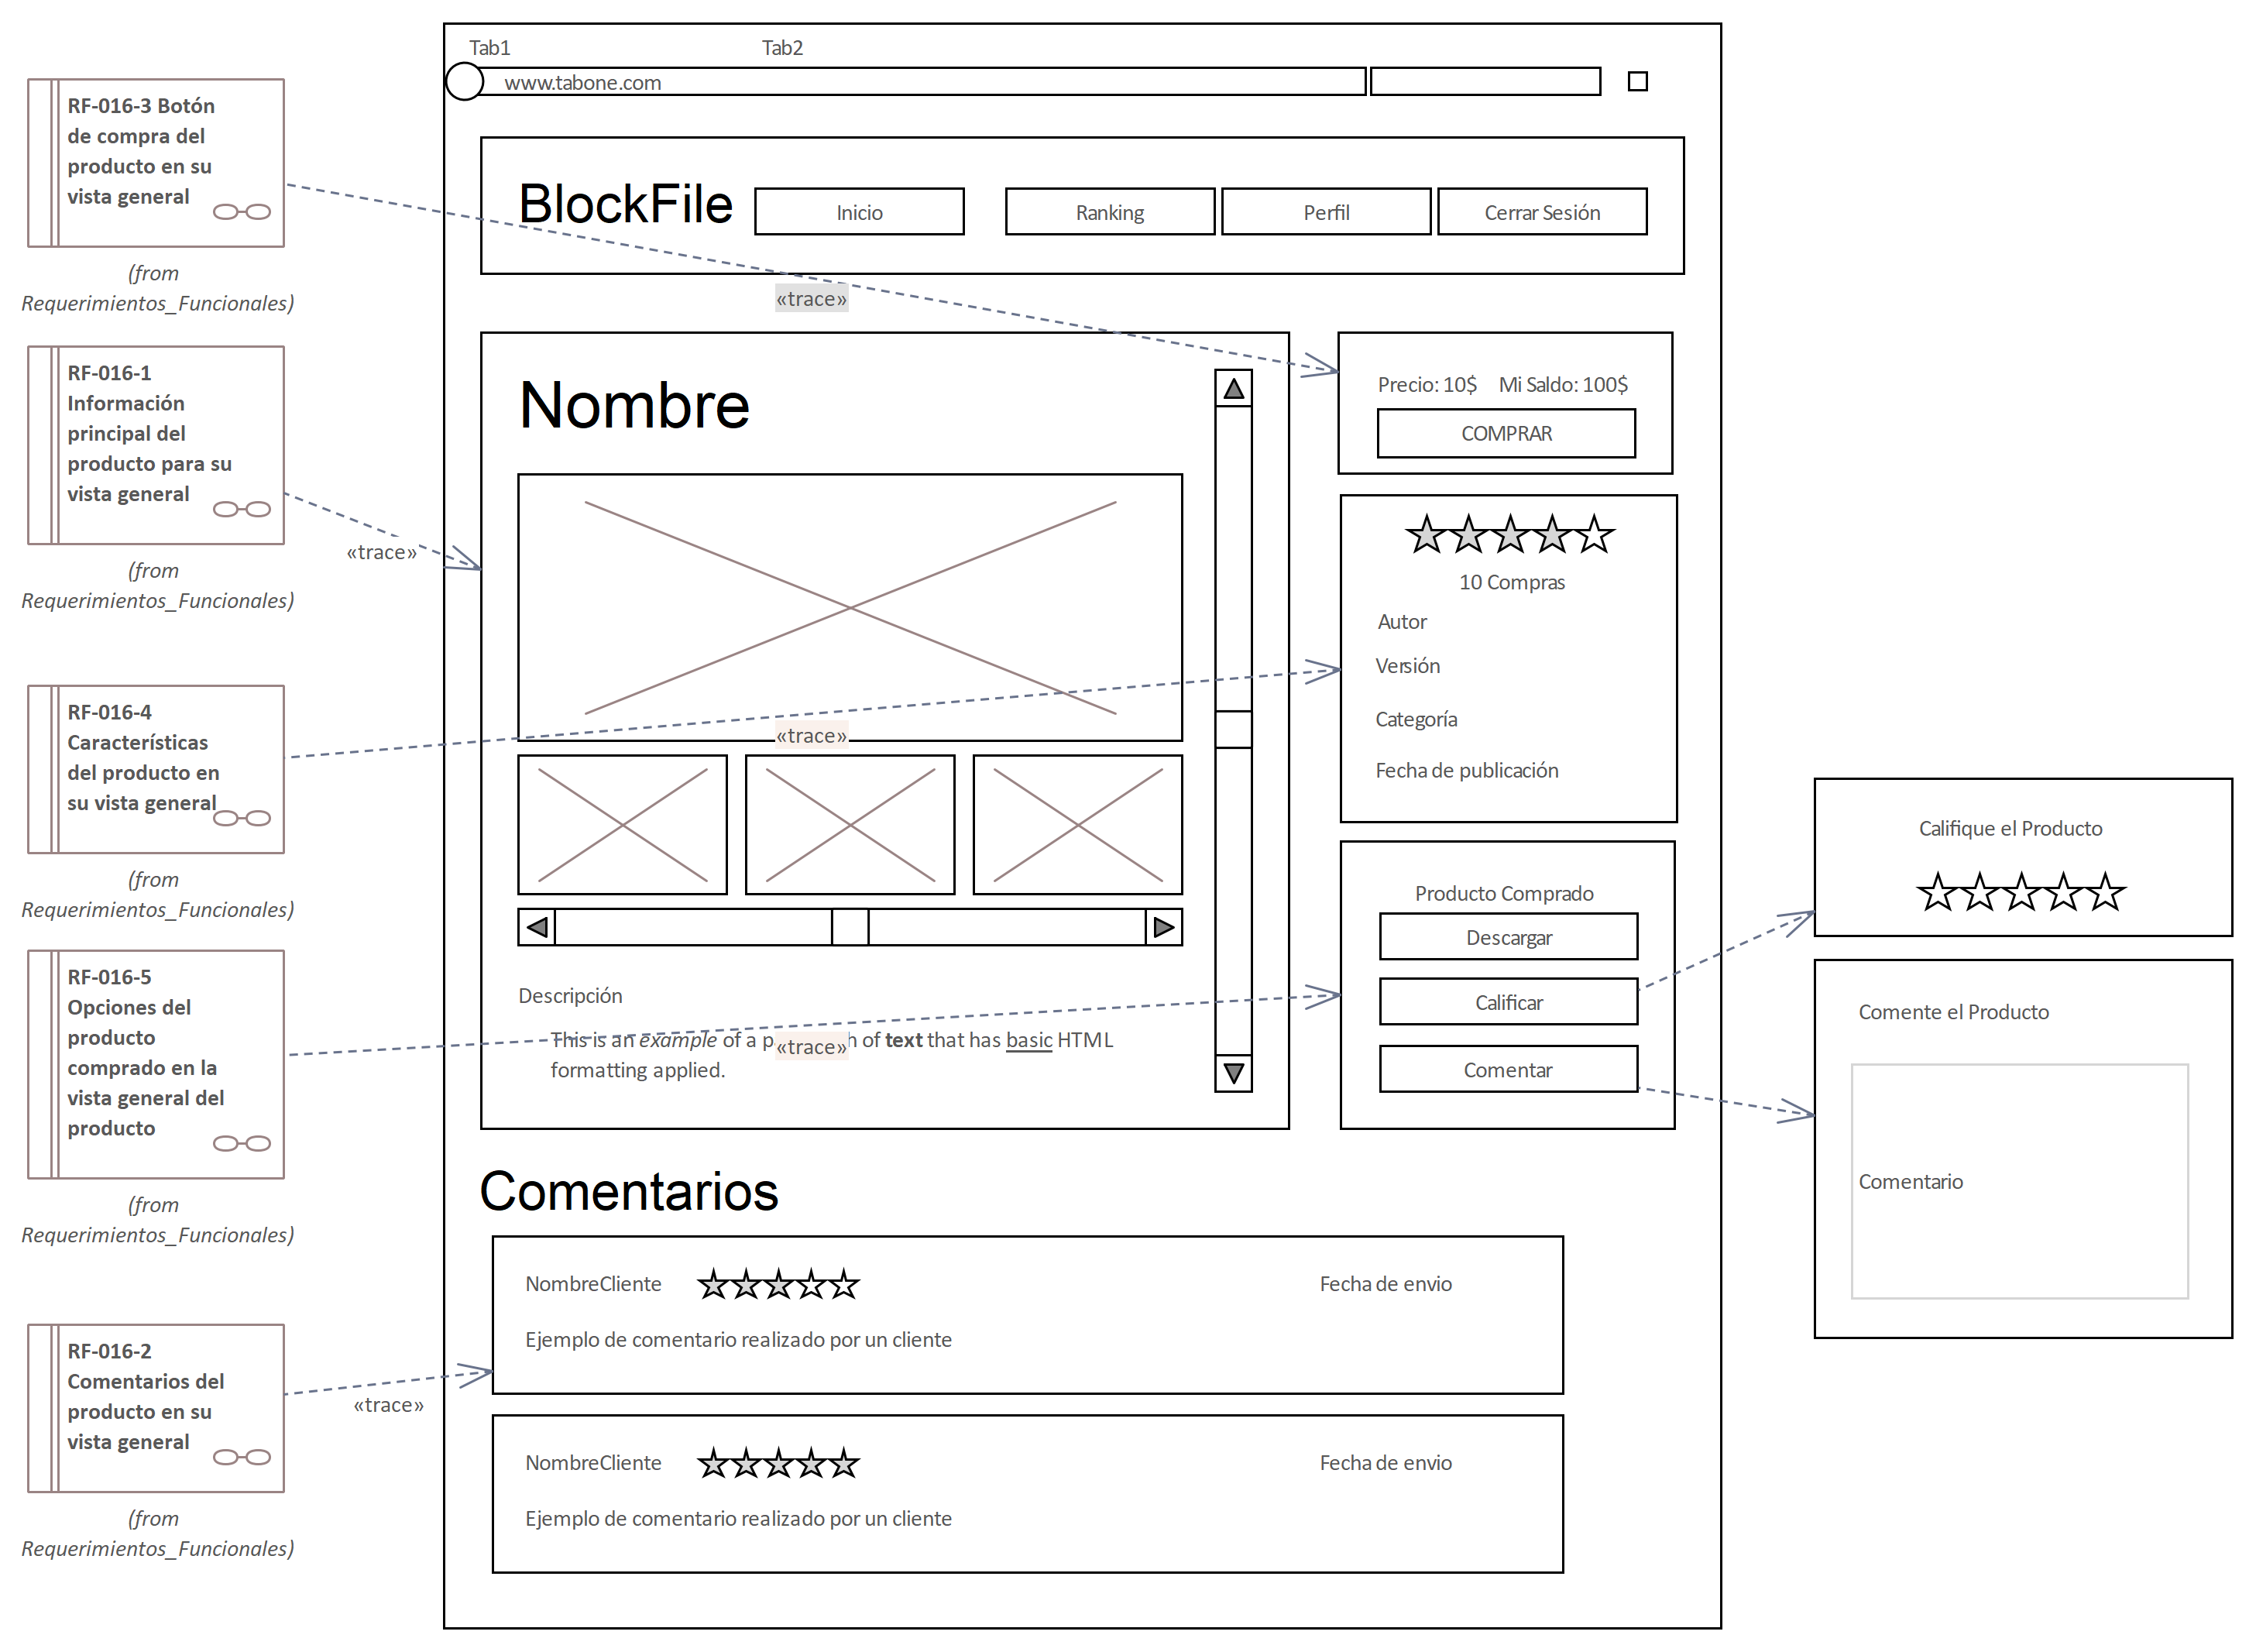 Tab1
Tab2
www.tabone.com
BlockFile
Inicio
Ranking
Perfil
Cerrar Sesión
RF-016-3 Botón
de compra del
producto en su
vista general
(from
Requerimientos_Funcionales)
«trace»
RF-016-1
Información
principal del
producto para su
vista general
(from
Requerimientos_Funcionales)
«trace»
RF-016-4
Características
del producto en
su vista general
(from
Requerimientos_Funcionales)
«trace»
RF-016-5
Opciones del
producto
comprado en la
vista general del
producto
(from
Requerimientos_Funcionales)
«trace»
RF-016-2
Comentarios del
producto en su
vista general
(from
Requerimientos_Funcionales)
«trace»
Nombre
Descripción
This is an example of a p h of text that has basic HTML
formatting applied.
Precio: 10$ Mi Saldo: 100$
COMPRAR
10 Compras
Autor
Versión
Categoría
Fecha de publicación
Producto Comprado
Descargar
Calificar
Comentar
Califique el Producto
Comente el Producto
Comentario
Comentarios
NombreCliente
Fecha de envio
Ejemplo de comentario realizado por un cliente
NombreCliente
Fecha de envio
Ejemplo de comentario realizado por un cliente